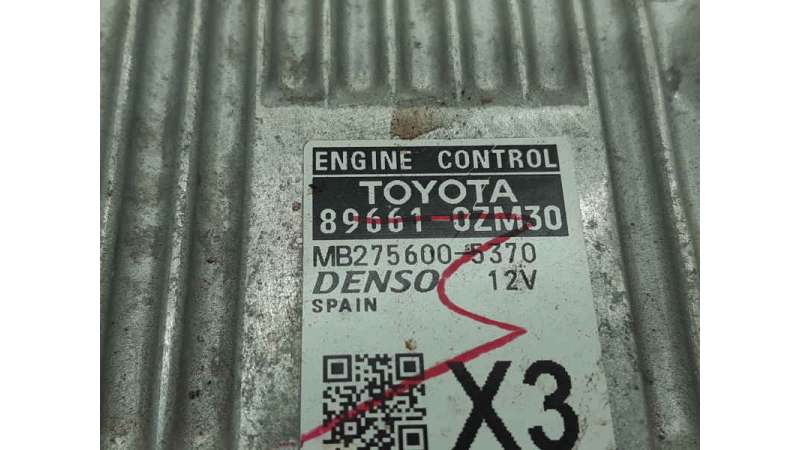 ENGINE CONTROL
TOYOTA
89661-0ZM30
MB275600-5370
DENSO 12V
SPAIN
X3